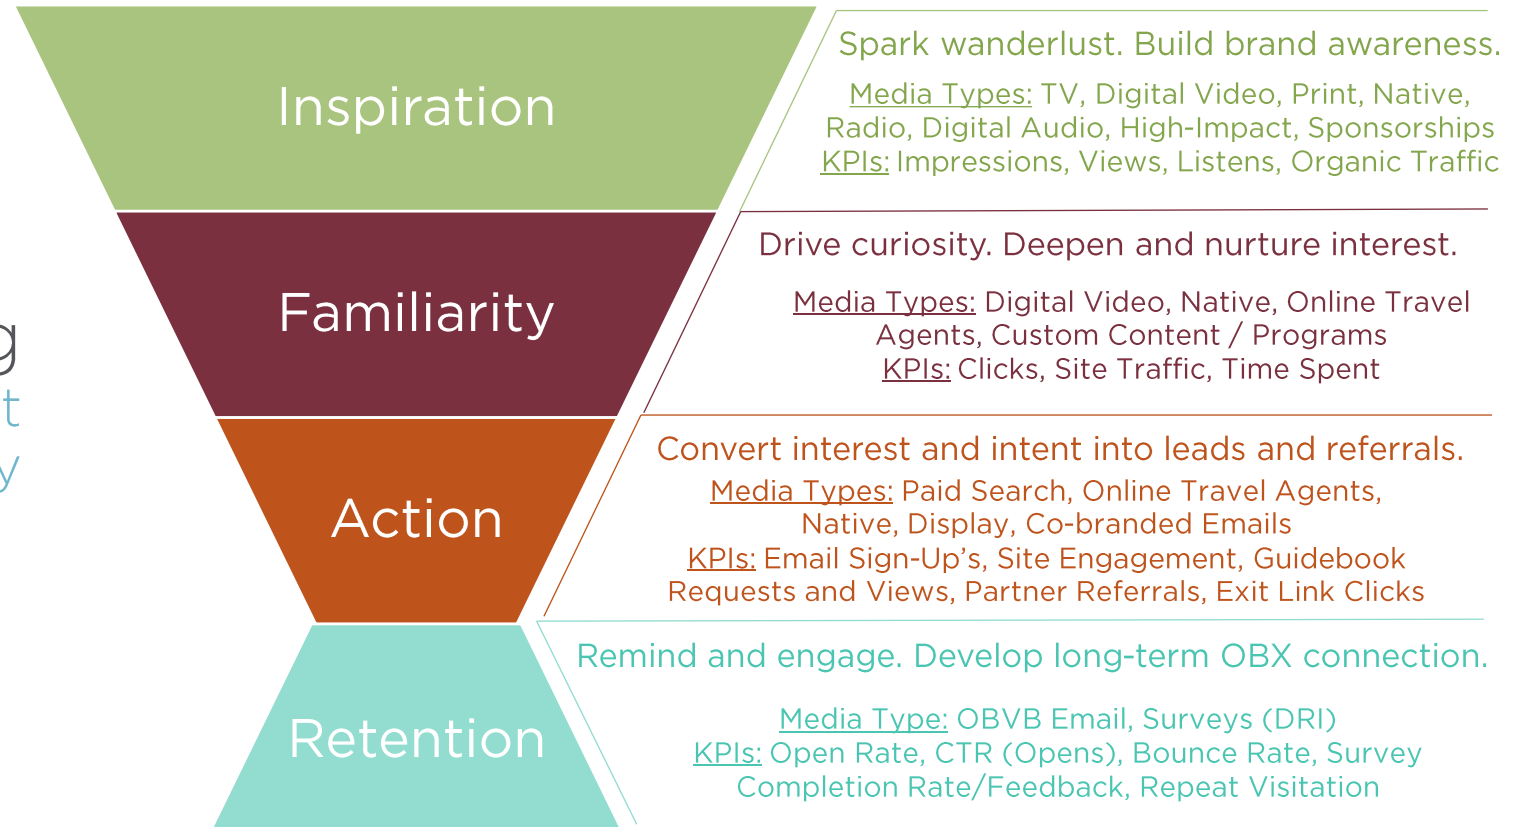 Inspiration
Spark wanderlust. Build brand awareness.
Media Types: TV, Digital Video, Print, Native,
Radio, Digital Audio, High-Impact, Sponsorships
KPIs: Impressions, Views, Listens, Organic Traffic
Familiarity
Drive curiosity. Deepen and nurture interest.
Media Types: Digital Video, Native, Online Travel
Agents, Custom Content / Programs
KPIs: Clicks, Site Traffic, Time Spent
Action
Convert interest and intent into leads and referrals.
Media Types: Paid Search, Online Travel Agents,
Native, Display, Co-branded Emails
KPIs: Email Sign-Up’s, Site Engagement, Guidebook
Requests and Views, Partner Referrals, Exit Link Clicks
Retention
Remind and engage. Develop long-term OBX connection.
Media Type: OBVB Email, Surveys (DRI)
KPIs: Open Rate, CTR (Opens), Bounce Rate, Survey
Completion Rate/Feedback, Repeat Visitation